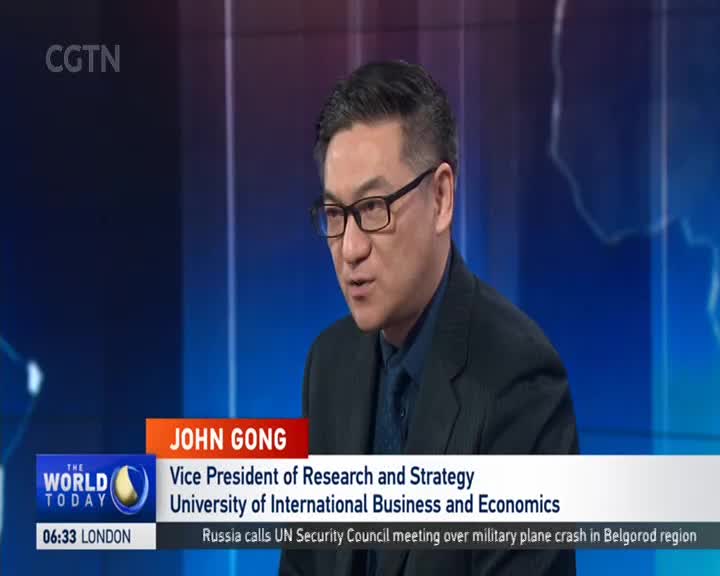 CGTN
JOHN GONG
Vice President of Research and Strategy
University of International Business and Economics
THE
WORLD
TODAY
06:33 LONDON
Russia calls UN Security Council meeting over military plane crash in Belgorod region